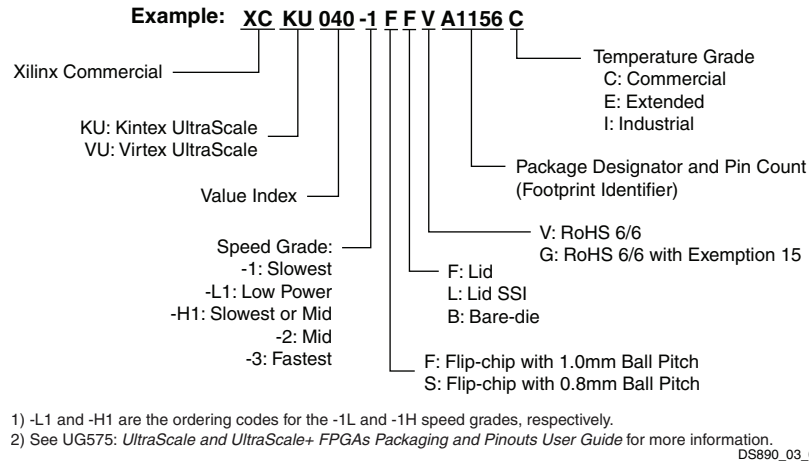 Example: XC KU 040 -1 F F V A1156 C
Xilinx Commercial
KU: Kintex UltraScale
VU: Virtex UltraScale
Value Index
Speed Grade:
-1: Slowest
-L1: Low Power
-H1: Slowest or Mid
-2: Mid
-3: Fastest
Temperature Grade
C: Commercial
E: Extended
I: Industrial
Package Designator and Pin Count
(Footprint Identifier)
V: RoHS 6/6
G: RoHS 6/6 with Exemption 15
F: Lid
L: Lid SSI
B: Bare-die
F: Flip-chip with 1.0mm Ball Pitch
S: Flip-chip with 0.8mm Ball Pitch
1) -L1 and -H1 are the ordering codes for the -1L and -1H speed grades, respectively.
2) See UG575: UltraScale and UltraScale+ FPGAs Packaging and Pinouts User Guide for more information.